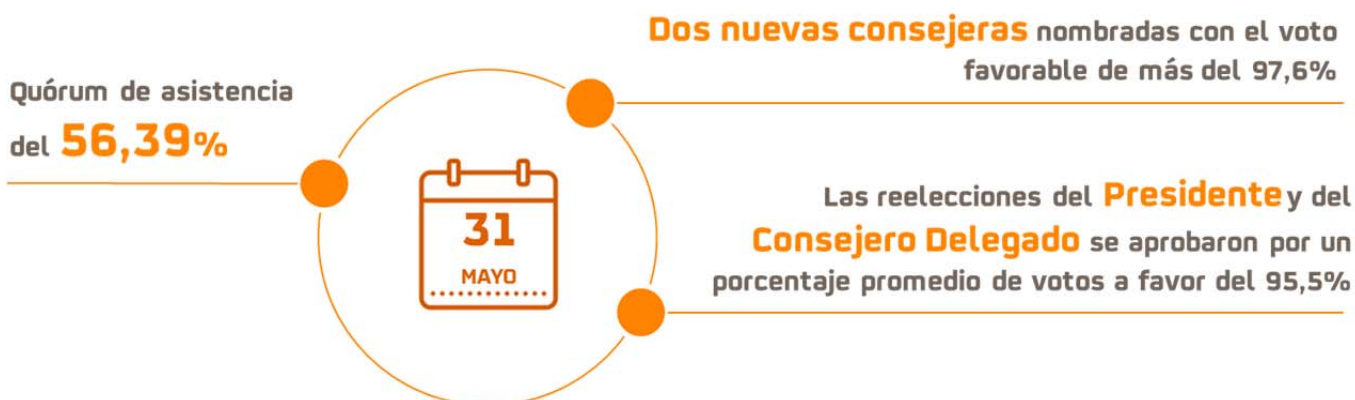 Quórum de asistencia
del 56,39%
31
MAYO
Dos nuevas consejeras nombradas con el voto
favorable de más del 97,6%
Las reelecciones del Presidente y del
Consejero Delegado se aprobaron por un
porcentaje promedio de votos a favor del 95,5%